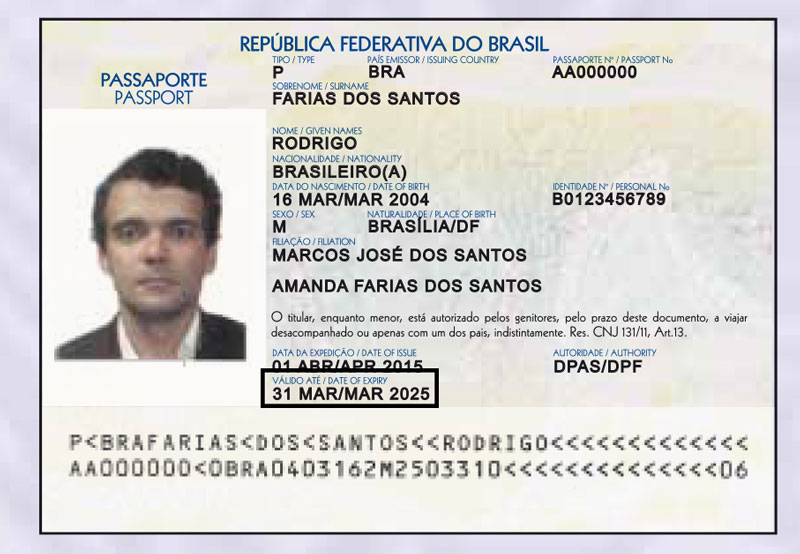 REPÚBLICA FEDERATIVA DO BRASIL
PASSAPORTE
PASSPORT
TIPO / TYPE PAÍS EMISSOR / ISSUING COUNTRY PASSAPORTE Nº / PASSPORT No
P BRA AA000000
SOBRENOME / SURNAME
FARIAS DOS SANTOS
NOME / GIVEN NAMES
RODRIGO
NACIONALIDADE / NATIONALITY
BRASILEIRO(A)
DATA DO NASCIMENTO / DATE OF BIRTH IDENTIDADE Nº / PERSONAL No
16 MAR/MAR 2004 B0123456789
SEXO / SEX NATURALIDADE / PLACE OF BIRTH
M BRASÍLIA/DF
FILIAÇÃO / FILIATION
MARCOS JOSÉ DOS SANTOS
AMANDA FARIAS DOS SANTOS
O titular, enquanto menor, está autorizado pelos genitores, pelo prazo deste documento, a viajar
desacompanhado ou apenas com um dos pais, indistintamente. Res. CNJ 131/11, Art.13.
DATA DA EXPEDIÇÃO / DATE OF ISSUE AUTORIDADE / AUTHORITY
01 ABR/APR 2015 DPAS/DPF
VÁLIDO ATÉ / DATE OF EXPIRY
31 MAR/MAR 2025
P<BRAFARIAS<DOS<SANTOS<<RODRIGO<<<<<<<<<<<<<
AA000000<0BRA0403162M2503310<<<<<<<<<<<<<<06